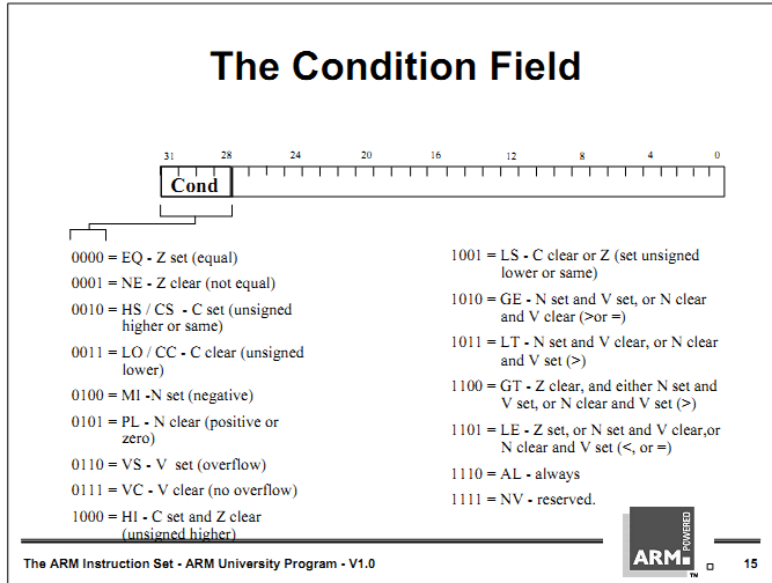 The Condition Field
31 28 24 20 16 12 8 4 0
Cond
0000 = EQ - Z set (equal)
0001 = NE - Z clear (not equal)
0010 = HS / CS - C set (unsigned
higher or same)
0011 = LO / CC - C clear (unsigned
lower)
0100 = MI -N set (negative)
0101 = PL - N clear (positive or
zero)
0110 = VS - V set (overflow)
0111 = VC - V clear (no overflow)
1000 = HI - C set and Z clear
(unsigned higher)
1001 = LS - C clear or Z (set unsigned
lower or same)
1010 = GE - N set and V set, or N clear
and V clear (>or =)
1011 = LT - N set and V clear, or N clear
and V set (>)
1100 = GT - Z clear, and either N set and
V set, or N clear and V set (>)
1101 = LE - Z set, or N set and V clear,or
N clear and V set (<, or =)
1110 = AL - always
1111 = NV - reserved.
The ARM Instruction Set - ARM University Program - V1.0
ARM POWERED
TM
15